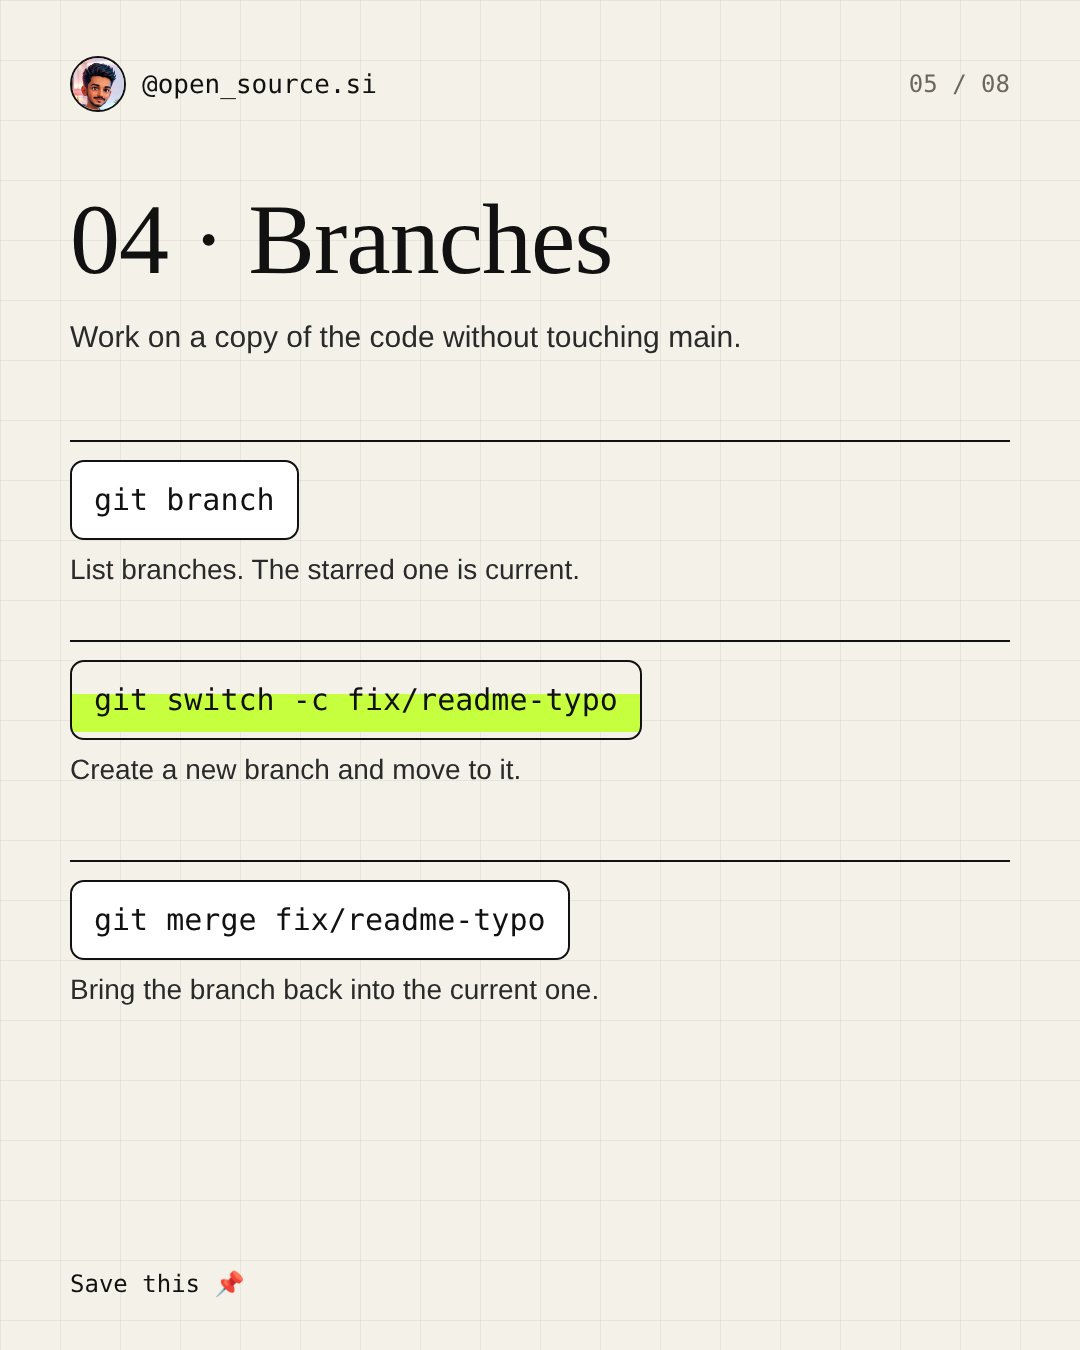 @open_source.si
05 / 08
04 · Branches
Work on a copy of the code without touching main.
git branch
List branches. The starred one is current.
git switch -c fix/readme-typo
Create a new branch and move to it.
git merge fix/readme-typo
Bring the branch back into the current one.
Save this 📌